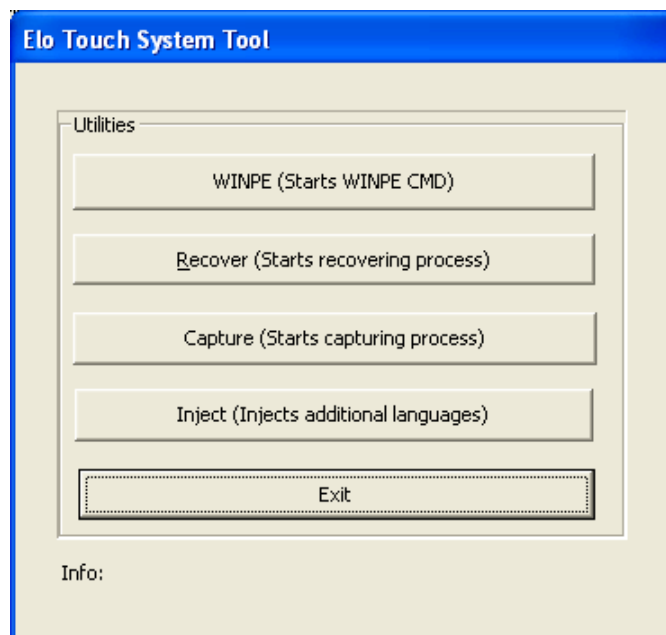 Elo Touch System Tool
Utilities
WINPE (Starts WINPE CMD)
Recover (Starts recovering process)
Capture (Starts capturing process)
Inject (Injects additional languages)
Exit
Info: